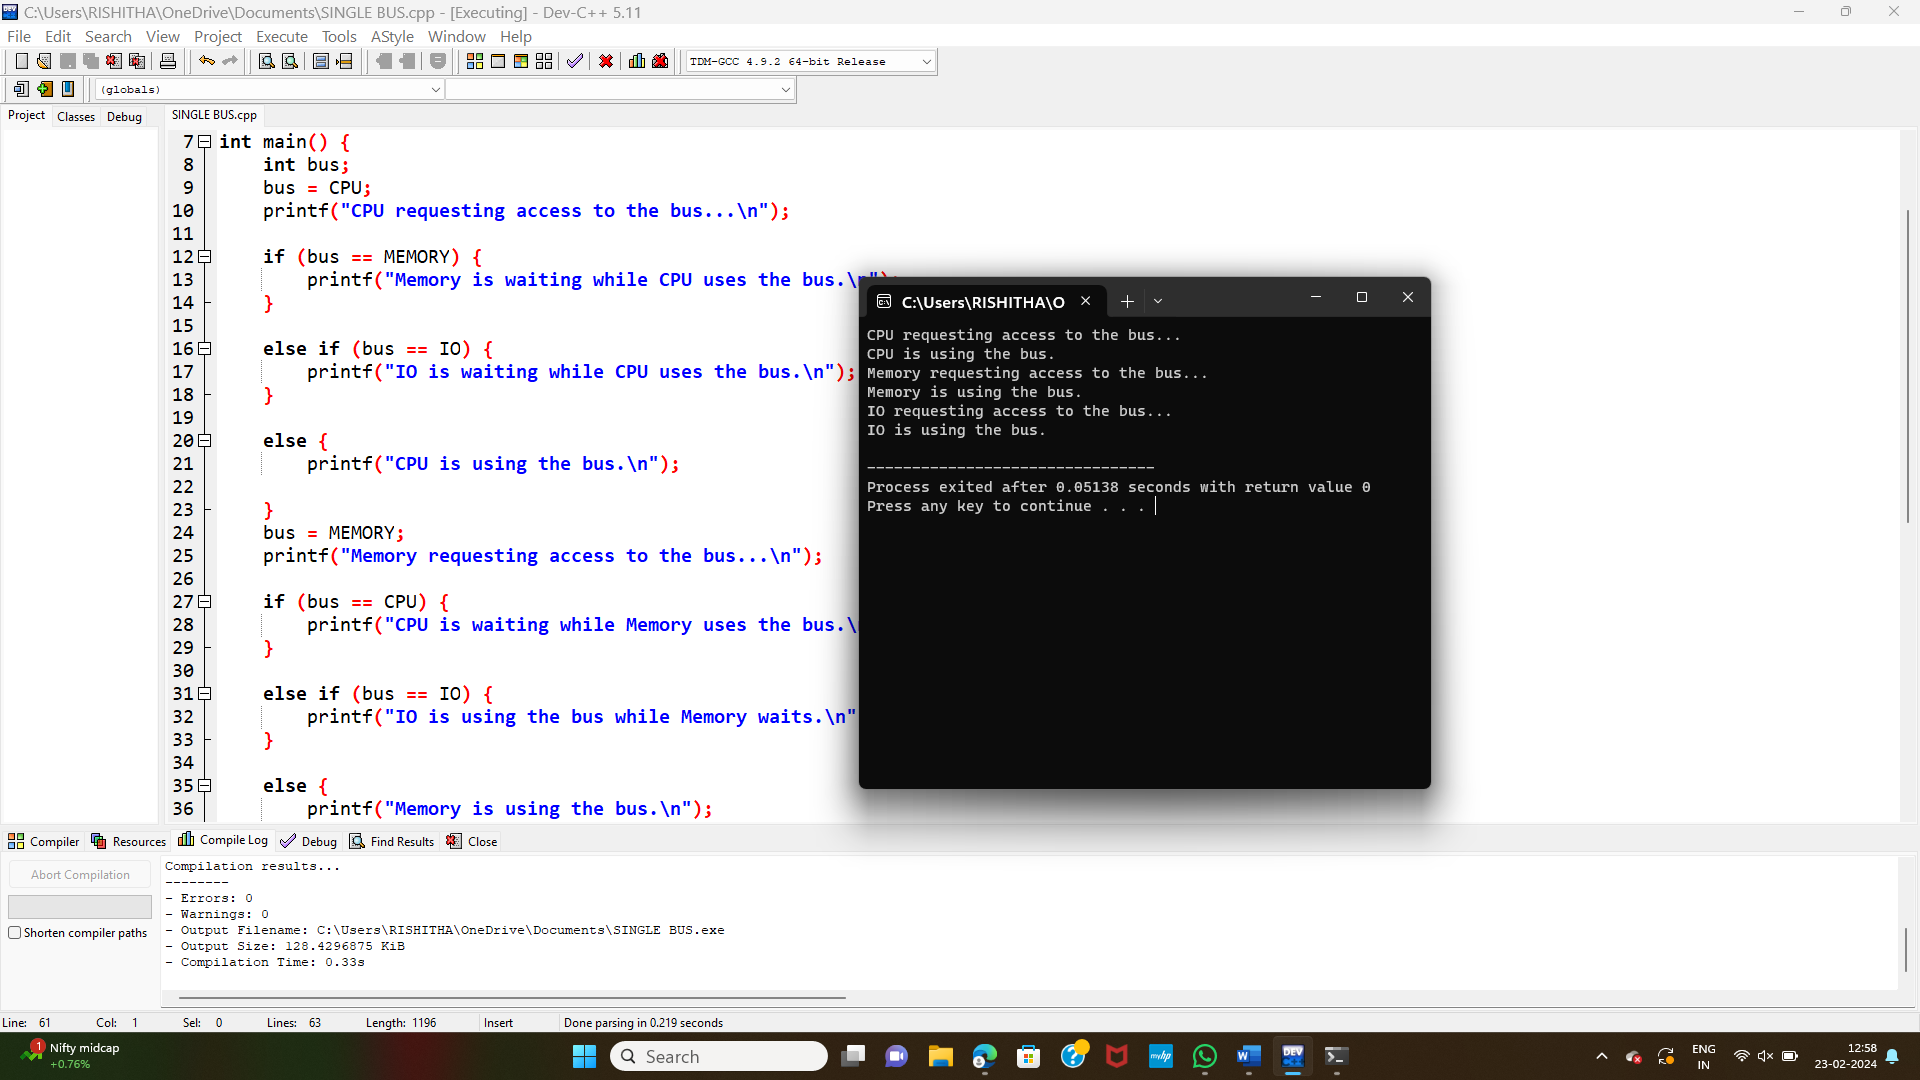 C:\Users\RISHITHA\OneDrive\Documents\SINGLE BUS.cpp - [Executing] - Dev-C++ 5.11
File Edit Search View Project Execute Tools AStyle Window Help
TDM-GCC 4.9.2 64-bit Release
(globals)
Project Classes Debug
SINGLE BUS.cpp
7 int main() {
8 int bus;
9 bus = CPU;
10 printf("CPU requesting access to the bus...\n");
11
12 if (bus == MEMORY) {
13 printf("Memory is waiting while CPU uses the bus.\n");
14 }
15
16 else if (bus == IO) {
17 printf("IO is waiting while CPU uses the bus.\n");
18 }
19
20 else {
21 printf("CPU is using the bus.\n");
22
23 }
24 bus = MEMORY;
25 printf("Memory requesting access to the bus...\n");
26
27 if (bus == CPU) {
28 printf("CPU is waiting while Memory uses the bus.\
29 }
30
31 else if (bus == IO) {
32 printf("IO is using the bus while Memory waits.\n"
33 }
34
35 else {
36 printf("Memory is using the bus.\n");
C:\Users\RISHITHA\O
CPU requesting access to the bus...
CPU is using the bus.
Memory requesting access to the bus...
Memory is using the bus.
IO requesting access to the bus...
IO is using the bus.
--------------------------------
Process exited after 0.05138 seconds with return value 0
Press any key to continue . . .
Compiler Resources Compile Log Debug Find Results Close
Abort Compilation
Shorten compiler paths
Compilation results...
--------
- Errors: 0
- Warnings: 0
- Output Filename: C:\Users\RISHITHA\OneDrive\Documents\SINGLE BUS.exe
- Output Size: 128.4296875 KiB
- Compilation Time: 0.33s
Line: 61 Col: 1 Sel: 0 Lines: 63 Length: 1196 Insert Done parsing in 0.219 seconds
1
Nifty midcap
+0.76%
Search
myhp
W
DEV
ENG
IN
12:58
23-02-2024